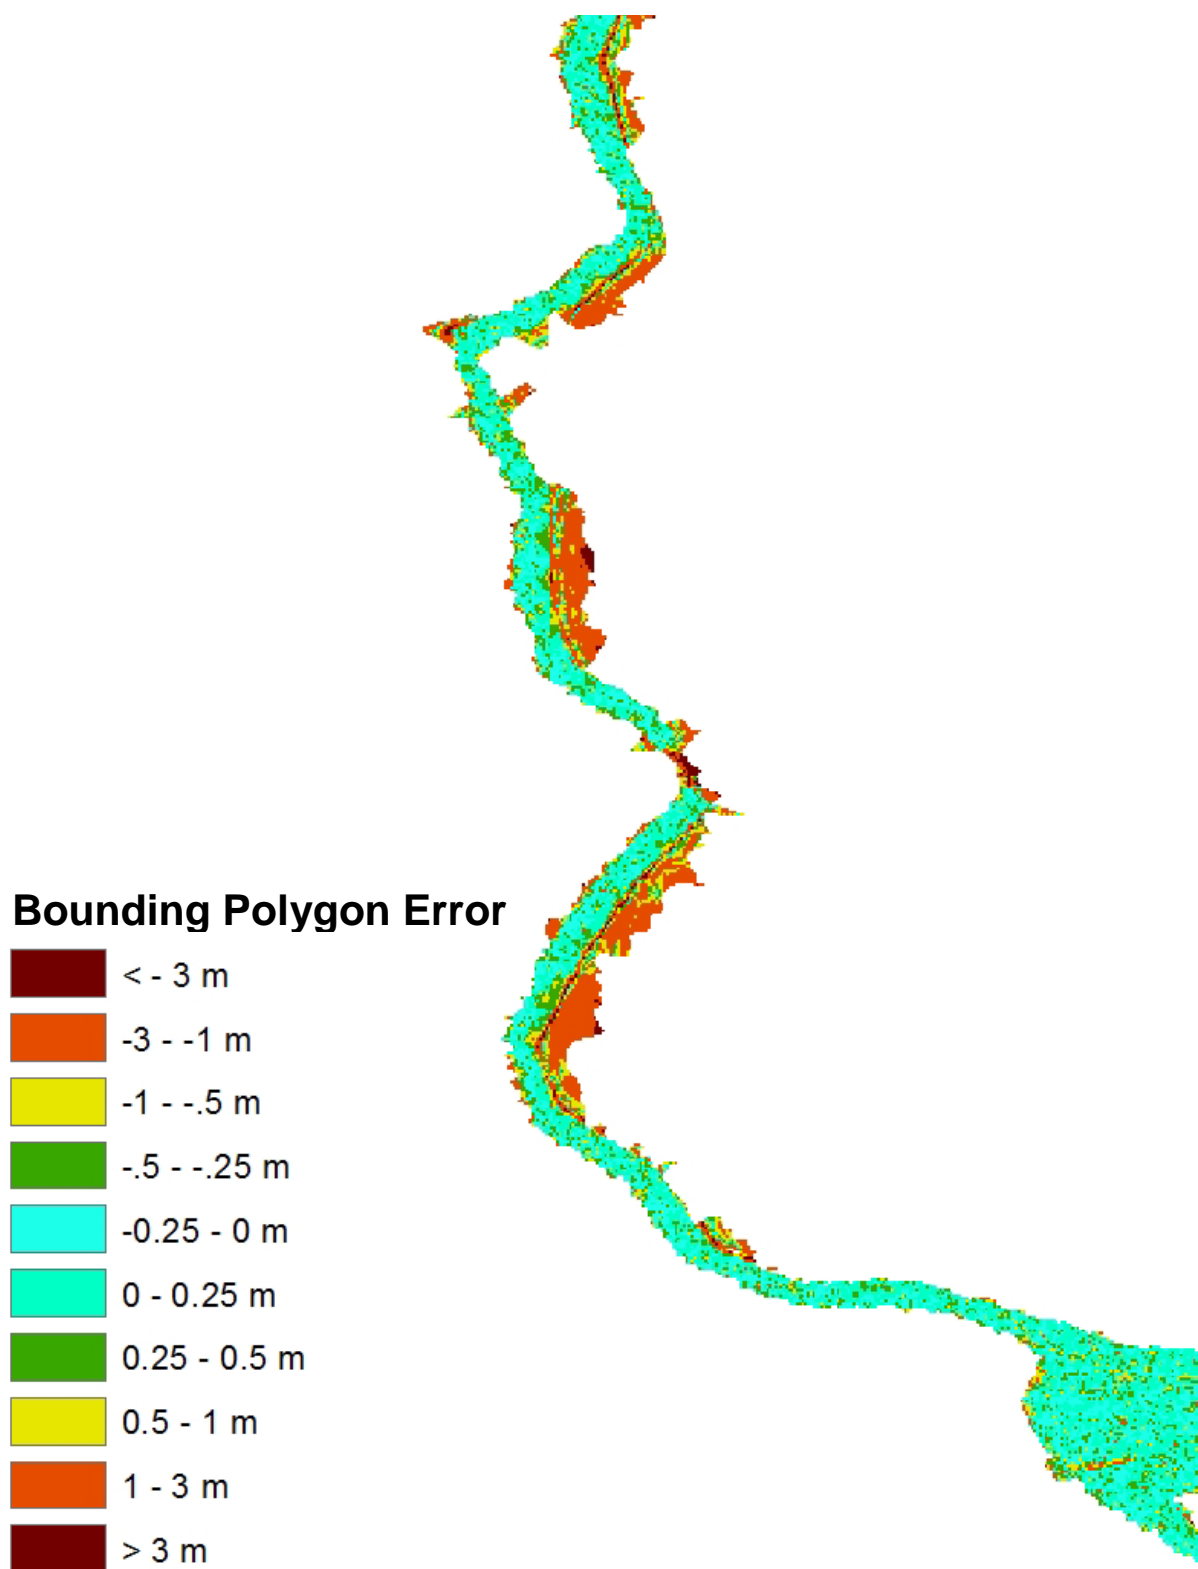 Bounding Polygon Error
< - 3 m
-3 - -1 m
-1 - -.5 m
-.5 - -.25 m
-0.25 - 0 m
0 - 0.25 m
0.25 - 0.5 m
0.5 - 1 m
1 - 3 m
> 3 m